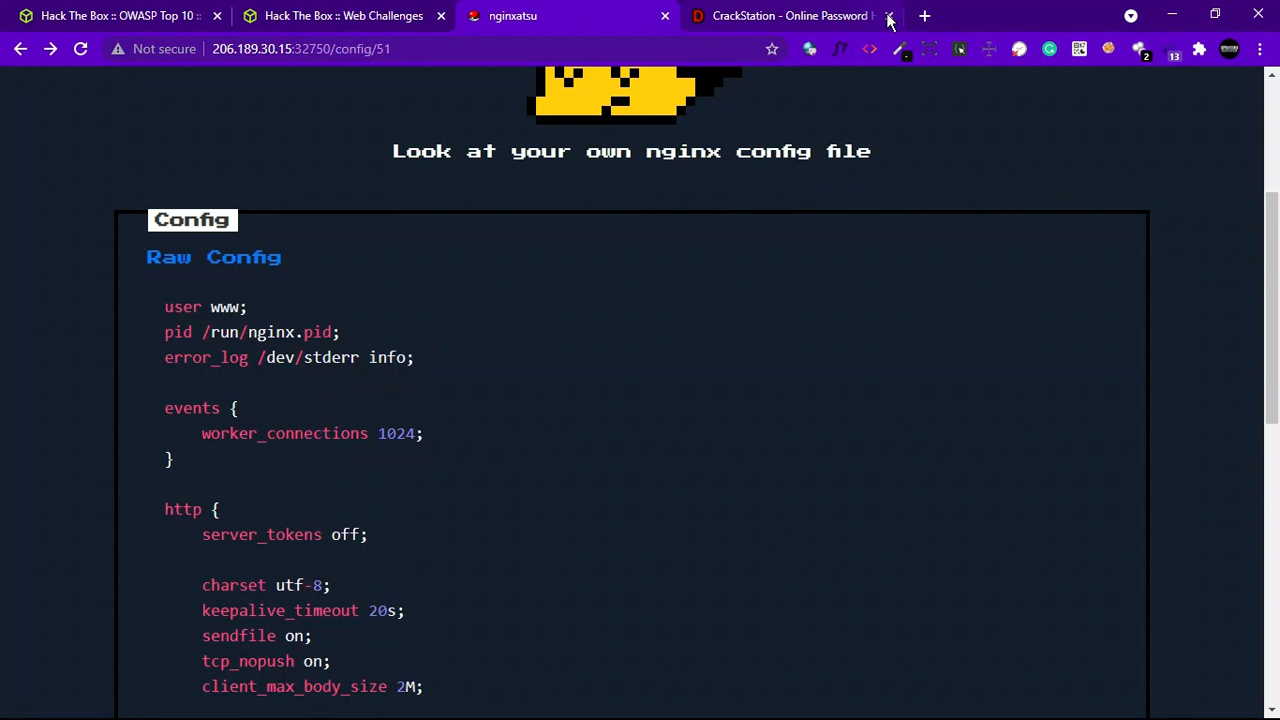 Hack The Box :: OWASP Top 10 ::
Hack The Box :: Web Challenges
nginxatsu
CrackStation - Online Password H
Not secure
206.189.30.15:32750/config/51
2
13
Look at your own nginx config file
Config
Raw Config
user www;
pid /run/nginx.pid;
error_log /dev/stderr info;
events {
worker_connections 1024;
}
http {
server_tokens off;
charset utf-8;
keepalive_timeout 20s;
sendfile on;
tcp_nopush on;
client_max_body_size 2M;